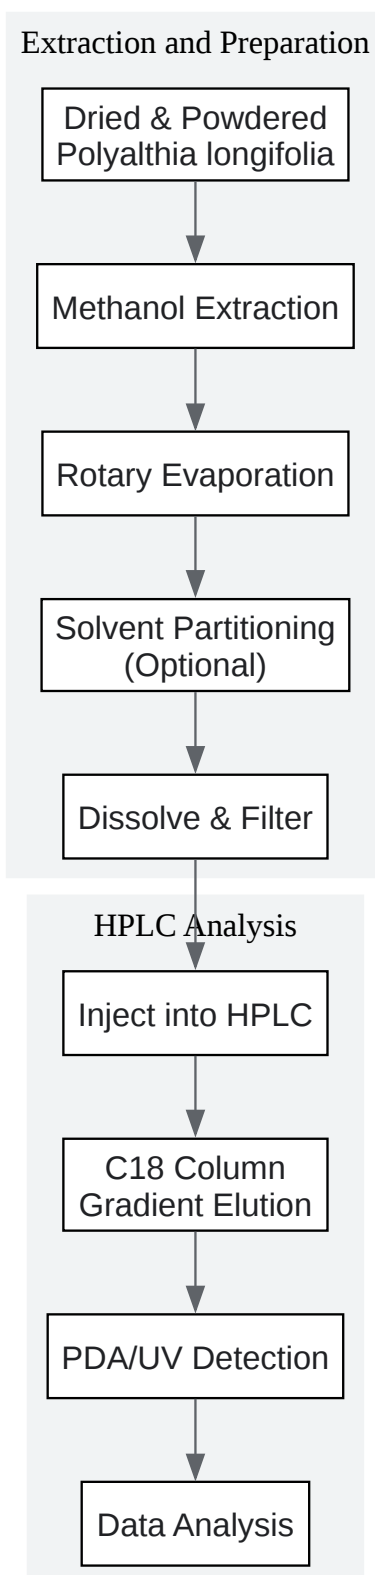 Extraction and Preparation
Dried & Powdered
Polyalthia longifolia
Methanol Extraction
Rotary Evaporation
Solvent Partitioning
(Optional)
Dissolve & Filter
HPLC Analysis
Inject into HPLC
C18 Column
Gradient Elution
PDA/UV Detection
Data Analysis